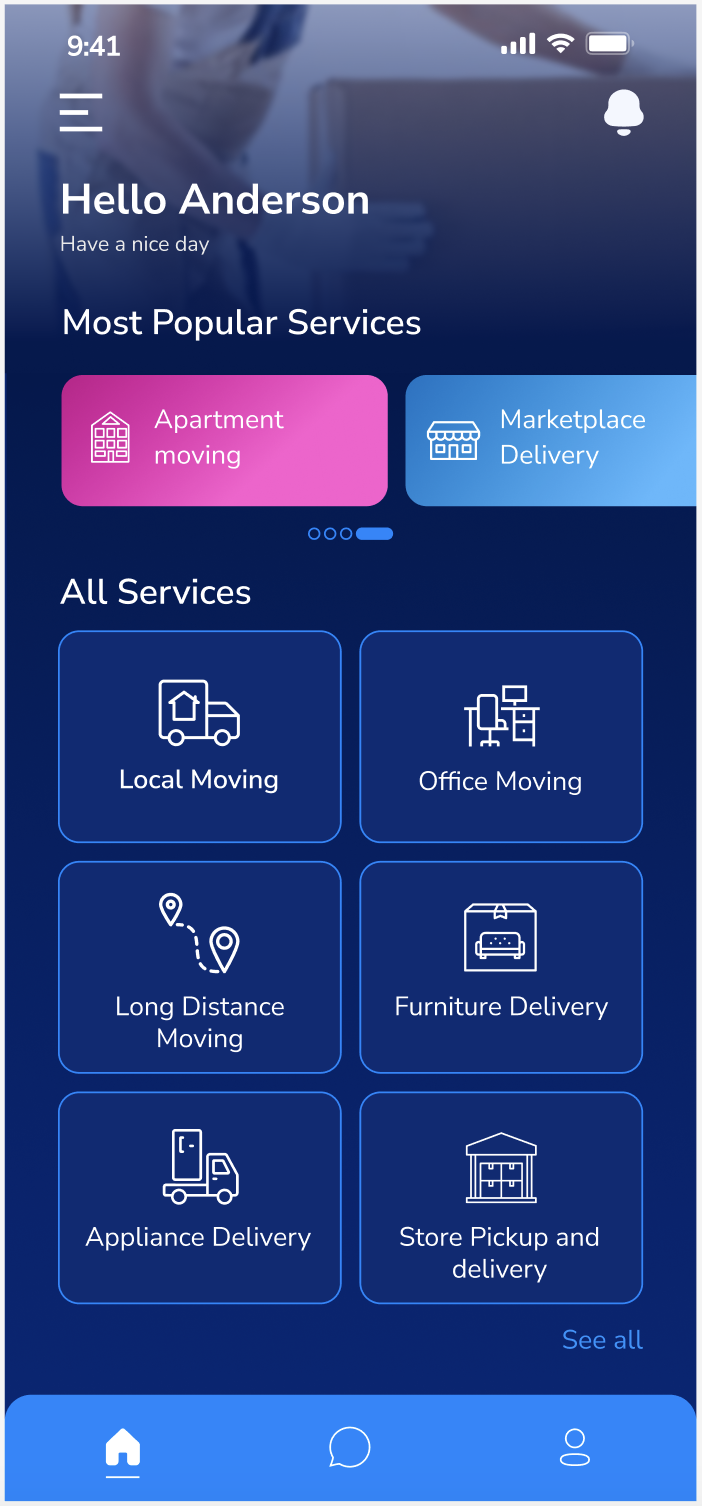 9:41
Hello Anderson
Have a nice day
Most Popular Services
Apartment
moving
Marketplace
Delivery
All Services
Local Moving
Office Moving
Long Distance
Moving
Furniture Delivery
Appliance Delivery
Store Pickup and
delivery
See all